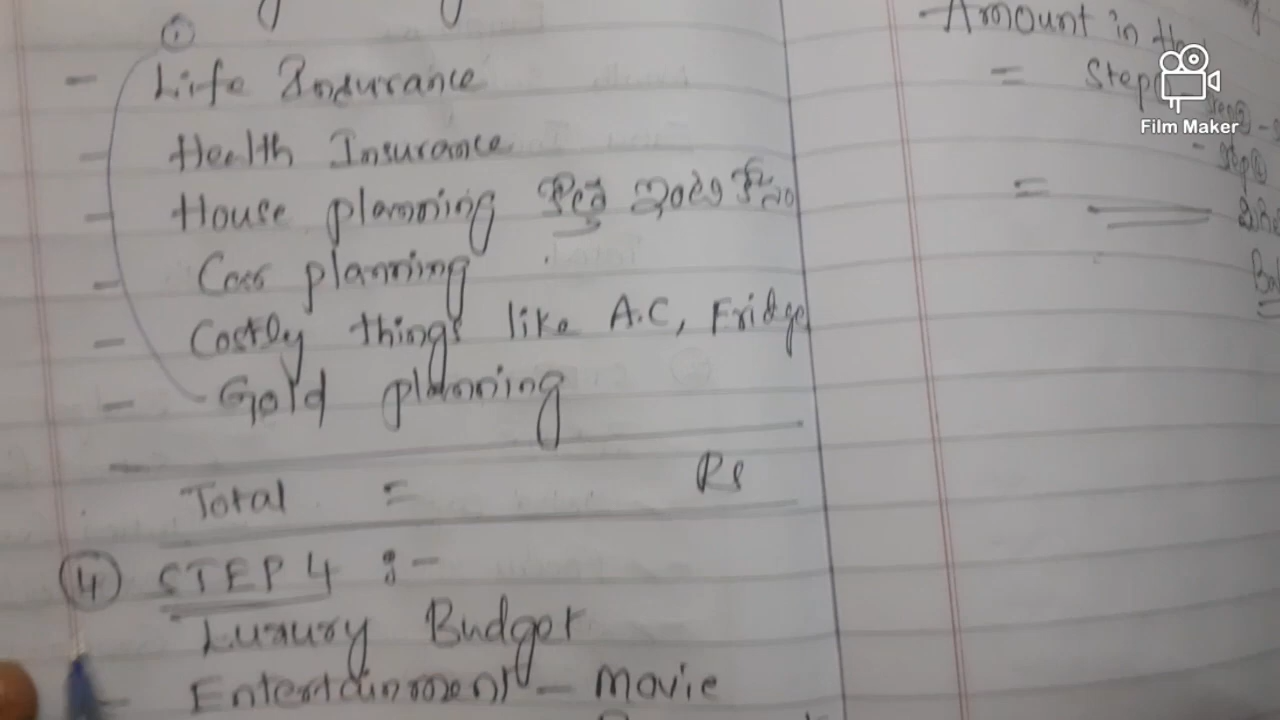 ①
- Life Insurance
- Health Insurance
- House planning
- Car planning
- Costly things like A.C, Fridge
- Gold planning
Total = Rs
④ STEP 4 :-
Luxury Budget
- Entertainment - movie
- Amount in
= Step
=
Film Maker